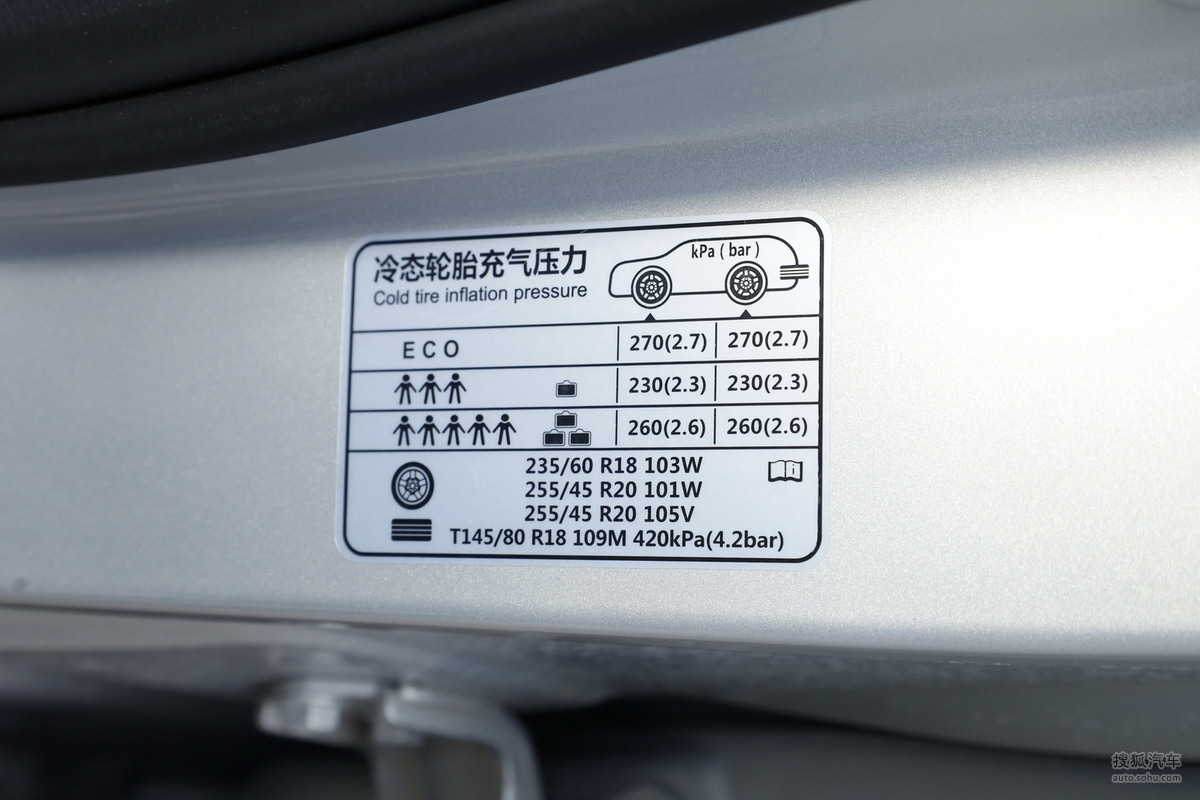 冷态轮胎充气压力
Cold tire inflation pressure
kPa ( bar )
ECO 270(2.7) 270(2.7)
230(2.3) 230(2.3)
260(2.6) 260(2.6)
235/60 R18 103W
255/45 R20 101W
255/45 R20 105V
T145/80 R18 109M 420kPa(4.2bar)
i
搜狐汽车
auto.sohu.com